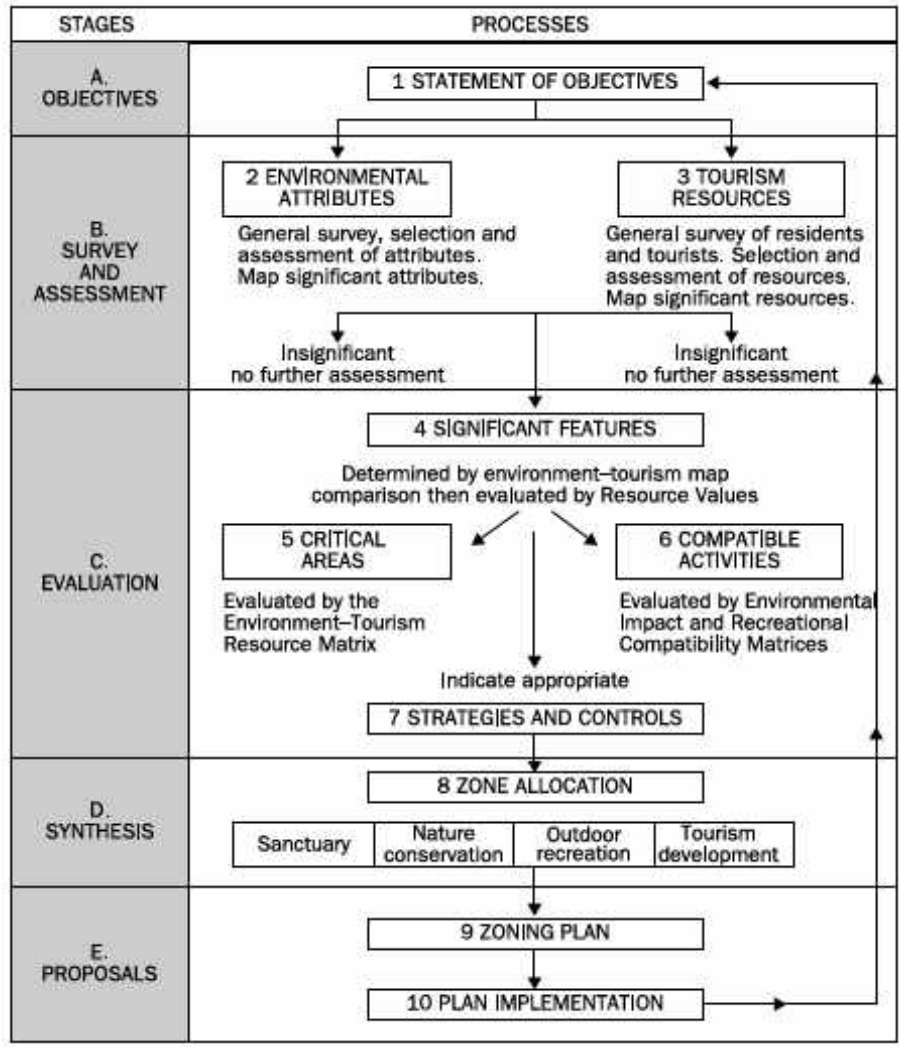 STAGES
PROCESSES
A.
OBJECTIVES
1 STATEMENT OF OBJECTIVES
B.
SURVEY
AND
ASSESSMENT
2 ENVIRONMENTAL
ATTRIBUTES
General survey, selection and
assessment of attributes.
Map significant attributes.
3 TOURISM
RESOURCES
General survey of residents
and tourists. Selection and
assessment of resources.
Map significant resources.
Insignificant
no further assessment
Insignificant
no further assessment
C.
EVALUATION
4 SIGNIFICANT FEATURES
Determined by environment–tourism map
comparison then evaluated by Resource Values
5 CRITICAL
AREAS
Evaluated by the
Environment–Tourism
Resource Matrix
6 COMPATIBLE
ACTIVITIES
Evaluated by Environmental
Impact and Recreational
Compatibility Matrices
Indicate appropriate
7 STRATEGIES AND CONTROLS
D.
SYNTHESIS
8 ZONE ALLOCATION
Sanctuary
Nature
conservation
Outdoor
recreation
Tourism
development
E.
PROPOSALS
9 ZONING PLAN
10 PLAN IMPLEMENTATION